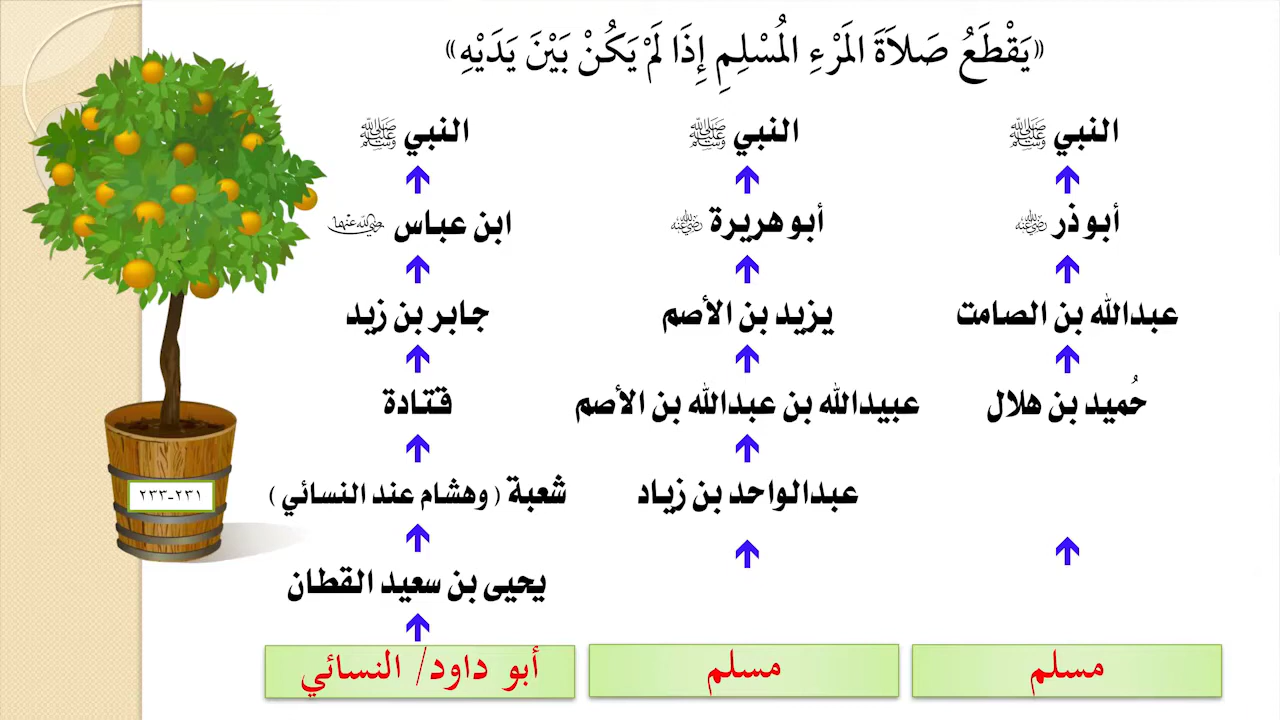 «يَقْطَعُ صَلاَةَ المَرْءِ المُسْلِمِ إِذَا لَمْ يَكُنْ بَيْنَ يَدَيْهِ»
النبي ﷺ
أبو ذر رضي الله عنه
عبدالله بن الصامت
حُميد بن هلال
مسلم
النبي ﷺ
أبو هريرة رضي الله عنه
يزيد بن الأصم
عبيدالله بن عبدالله بن الأصم
عبدالواحد بن زياد
مسلم
النبي ﷺ
ابن عباس رضي الله عنهما
جابر بن زيد
قتادة
شعبة (وهشام عند النسائي)
يحيى بن سعيد القطان
أبو داود/ النسائي
٢٣١-٢٣٣